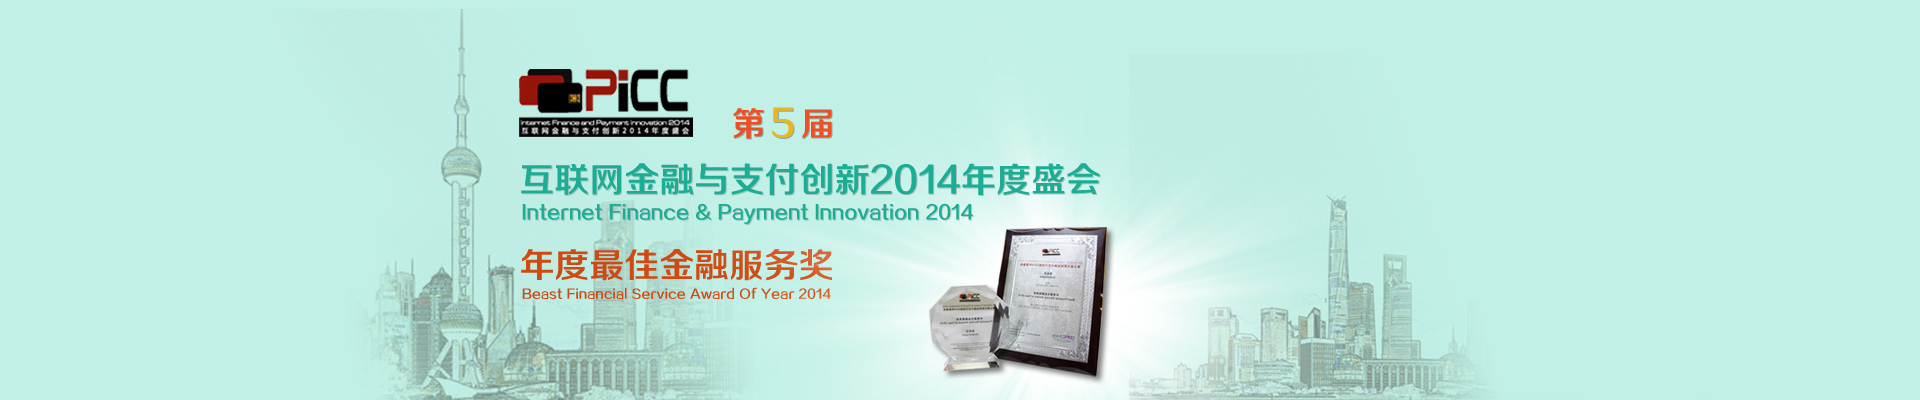 PiCC
Internet Finance and Payment Innovation 2014
互联网金融与支付创新2014年度盛会
第5届
互联网金融与支付创新2014年度盛会
Internet Finance & Payment Innovation 2014
年度最佳金融服务奖
Beast Financial Service Award Of Year 2014
PiCC
PiCC